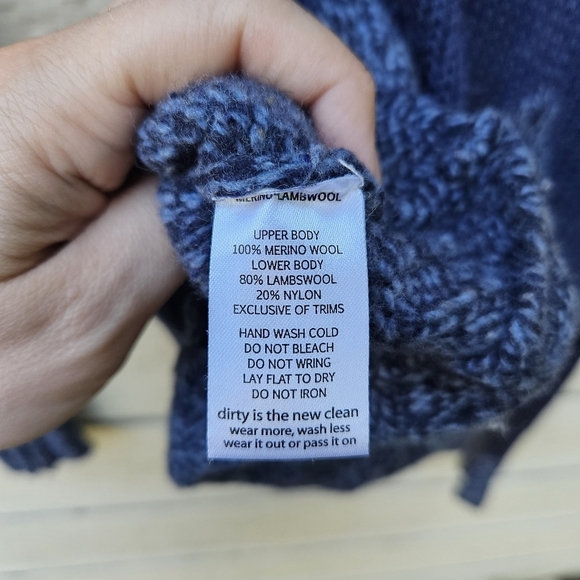 MERINO-LAMBSWOOL
UPPER BODY
100% MERINO WOOL
LOWER BODY
80% LAMBSWOOL
20% NYLON
EXCLUSIVE OF TRIMS
HAND WASH COLD
DO NOT BLEACH
DO NOT WRING
LAY FLAT TO DRY
DO NOT IRON
dirty is the new clean
wear more, wash less
wear it out or pass it on